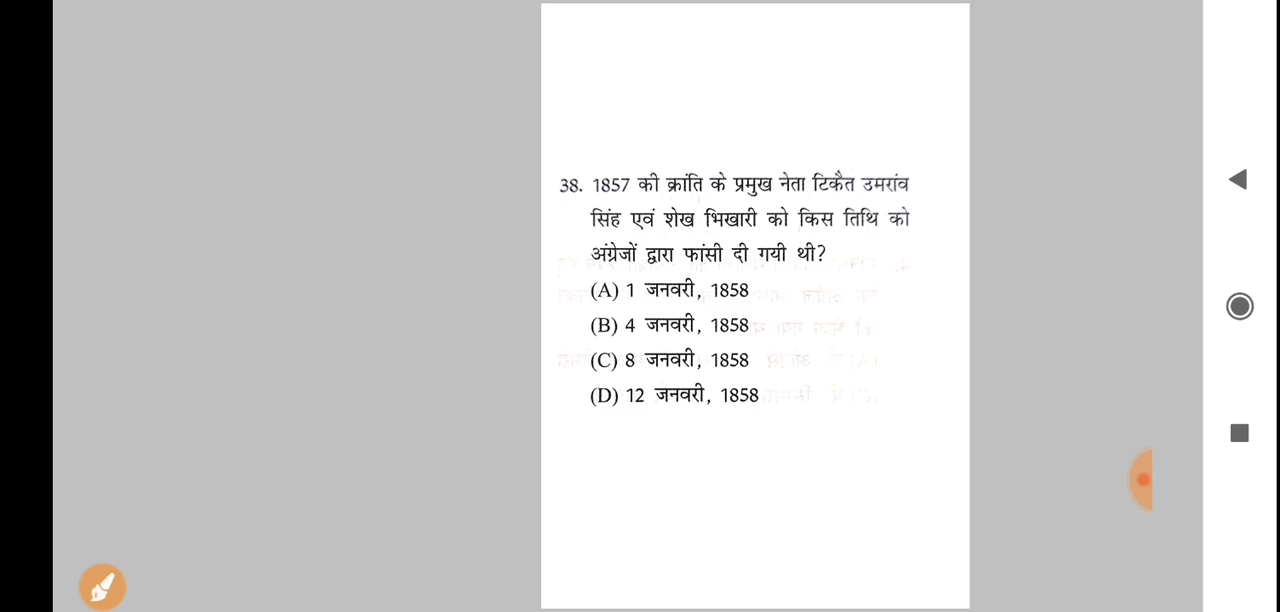 38. 1857 की क्रांति के प्रमुख नेता टिकैत उमरांव
सिंह एवं शेख भिखारी को किस तिथि को
अंग्रेजों द्वारा फांसी दी गयी थी?
(A) 1 जनवरी, 1858
(B) 4 जनवरी, 1858
(C) 8 जनवरी, 1858
(D) 12 जनवरी, 1858